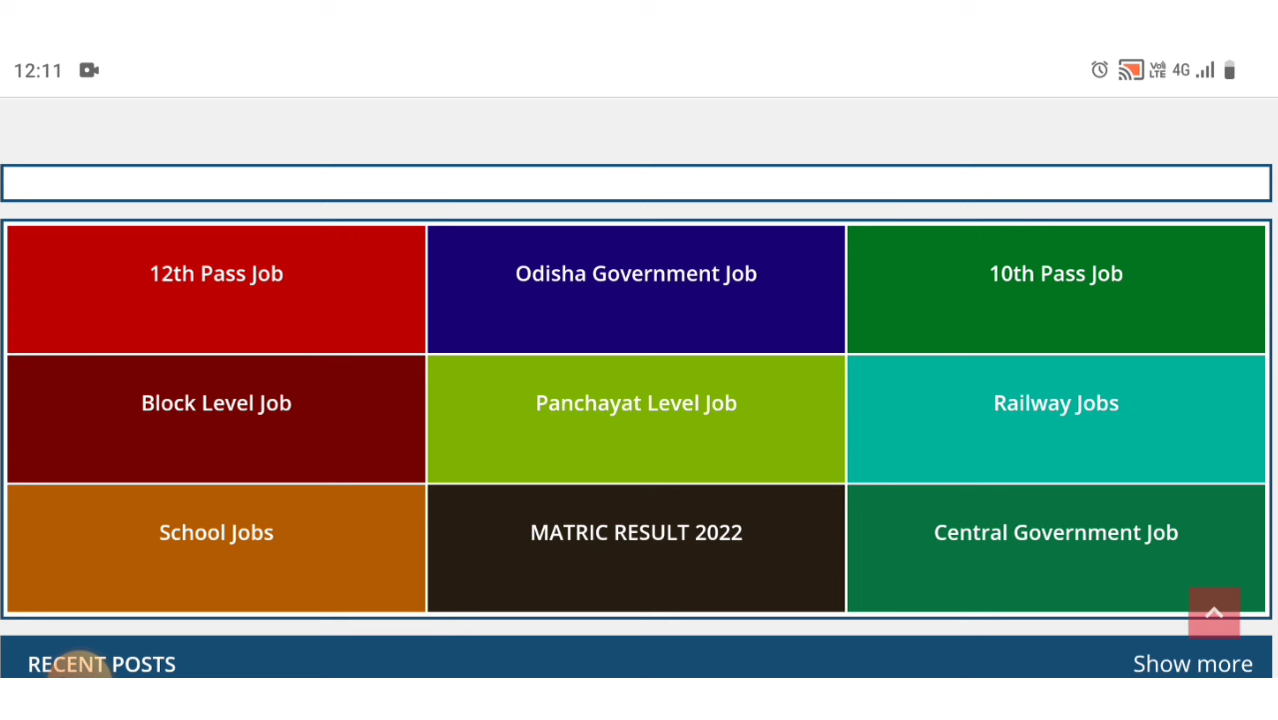 12:11
VoLTE 4G
12th Pass Job
Odisha Government Job
10th Pass Job
Block Level Job
Panchayat Level Job
Railway Jobs
School Jobs
MATRIC RESULT 2022
Central Government Job
RECENT POSTS
Show more